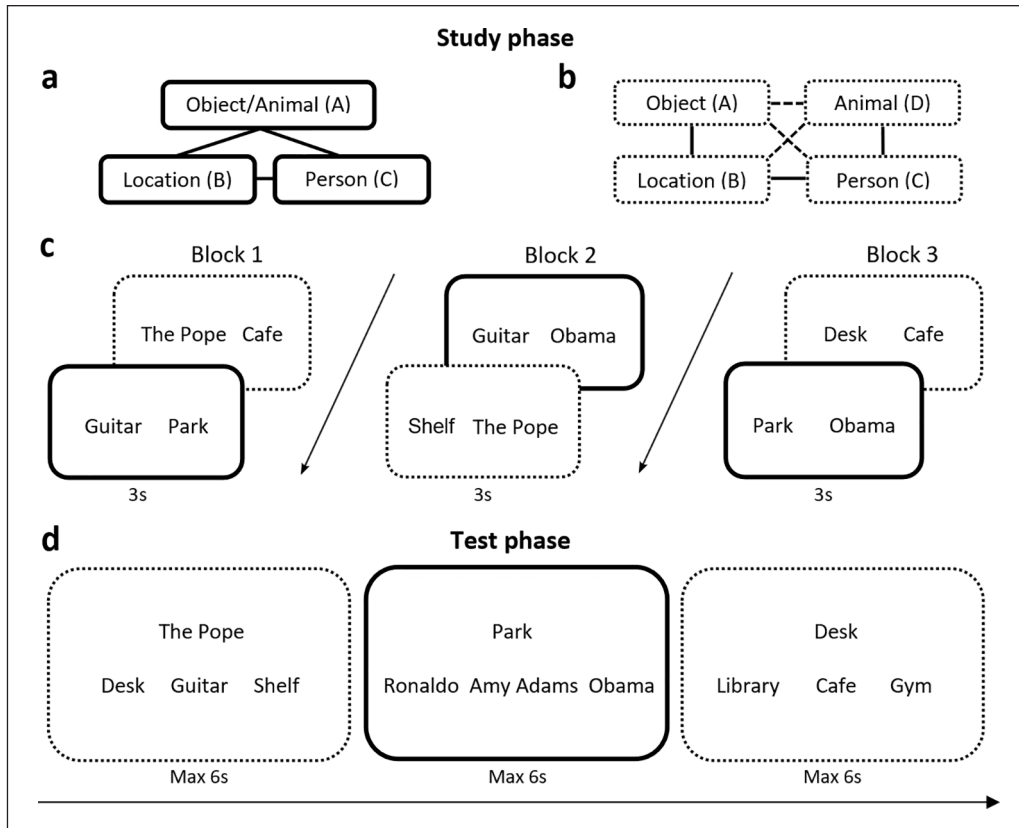 Study phase
a
Object/Animal (A)
Location (B) Person (C)
b
Object (A) Animal (D)
Location (B) Person (C)
c
Block 1
The Pope Cafe
Guitar Park
3s
Block 2
Guitar Obama
Shelf The Pope
3s
Block 3
Desk Cafe
Park Obama
3s
d
Test phase
The Pope
Desk Guitar Shelf
Max 6s
Park
Ronaldo Amy Adams Obama
Max 6s
Desk
Library Cafe Gym
Max 6s